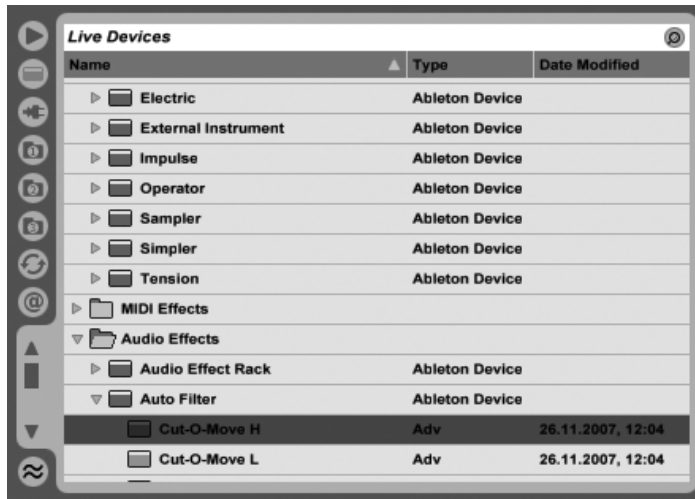 Live Devices
Name Type Date Modified
Electric Ableton Device
External Instrument Ableton Device
Impulse Ableton Device
Operator Ableton Device
Sampler Ableton Device
Simpler Ableton Device
Tension Ableton Device
MIDI Effects
Audio Effects
Audio Effect Rack Ableton Device
Auto Filter Ableton Device
Cut-O-Move H Adv 26.11.2007, 12:04
Cut-O-Move L Adv 26.11.2007, 12:04
1
2
3
@